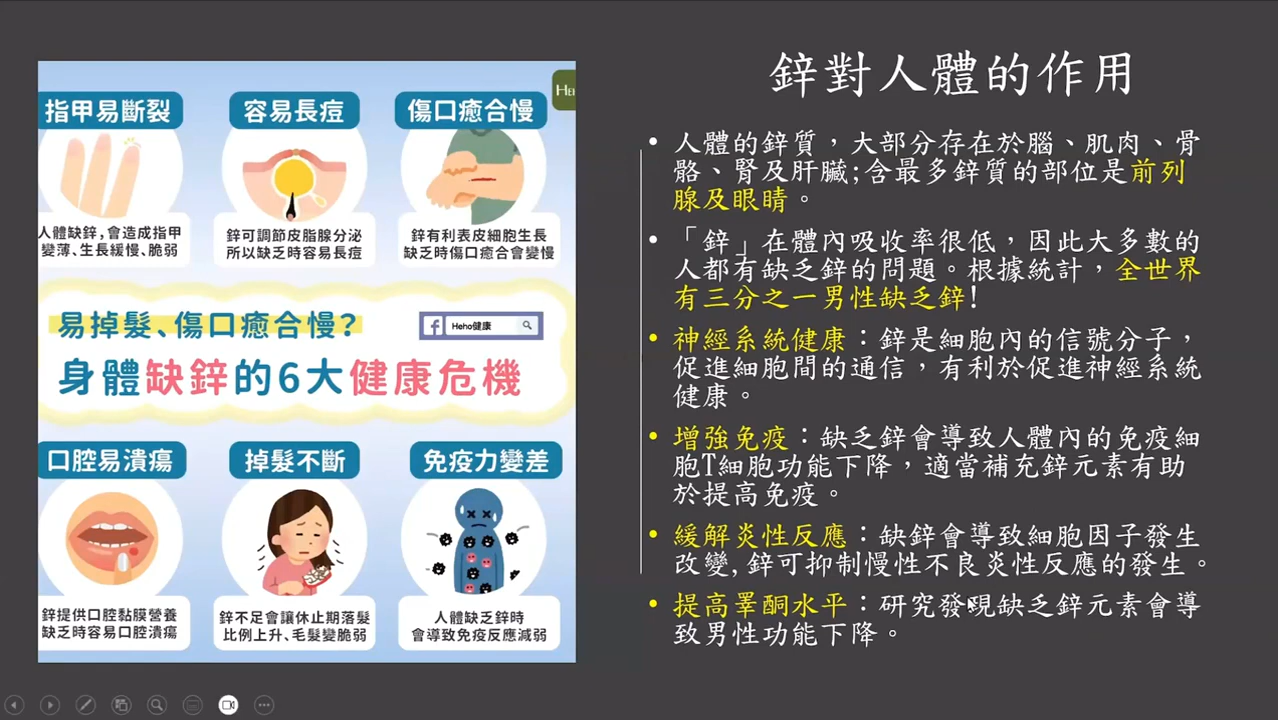 HEH
指甲易斷裂
容易長痘
傷口癒合慢
人體缺鋅,會造成指甲
變薄、生長緩慢、脆弱
鋅可調節皮脂腺分泌
所以缺乏時容易長痘
鋅有利表皮細胞生長
缺乏時傷口癒合會變慢
易掉髮、傷口癒合慢?
Heho健康
身體缺鋅的6大健康危機
口腔易潰瘍
掉髮不斷
免疫力變差
鋅提供口腔黏膜營養
缺乏時容易口腔潰瘍
鋅不足會讓休止期落髮
比例上升、毛髮變脆弱
人體缺乏鋅時
會導致免疫反應減弱
鋅對人體的作用
• 人體的鋅質，大部分存在於腦、肌肉、骨
骼、腎及肝臟;含最多鋅質的部位是前列
腺及眼睛。
• 「鋅」在體內吸收率很低，因此大多數的
人都有缺乏鋅的問題。根據統計，全世界
有三分之一男性缺乏鋅!
• 神經系統健康：鋅是細胞內的信號分子，
促進細胞間的通信，有利於促進神經系統
健康。
• 增強免疫：缺乏鋅會導致人體內的免疫細
胞T細胞功能下降，適當補充鋅元素有助
於提高免疫。
• 緩解炎性反應：缺鋅會導致細胞因子發生
改變,鋅可抑制慢性不良炎性反應的發生。
• 提高睪酮水平：研究發現缺乏鋅元素會導
致男性功能下降。